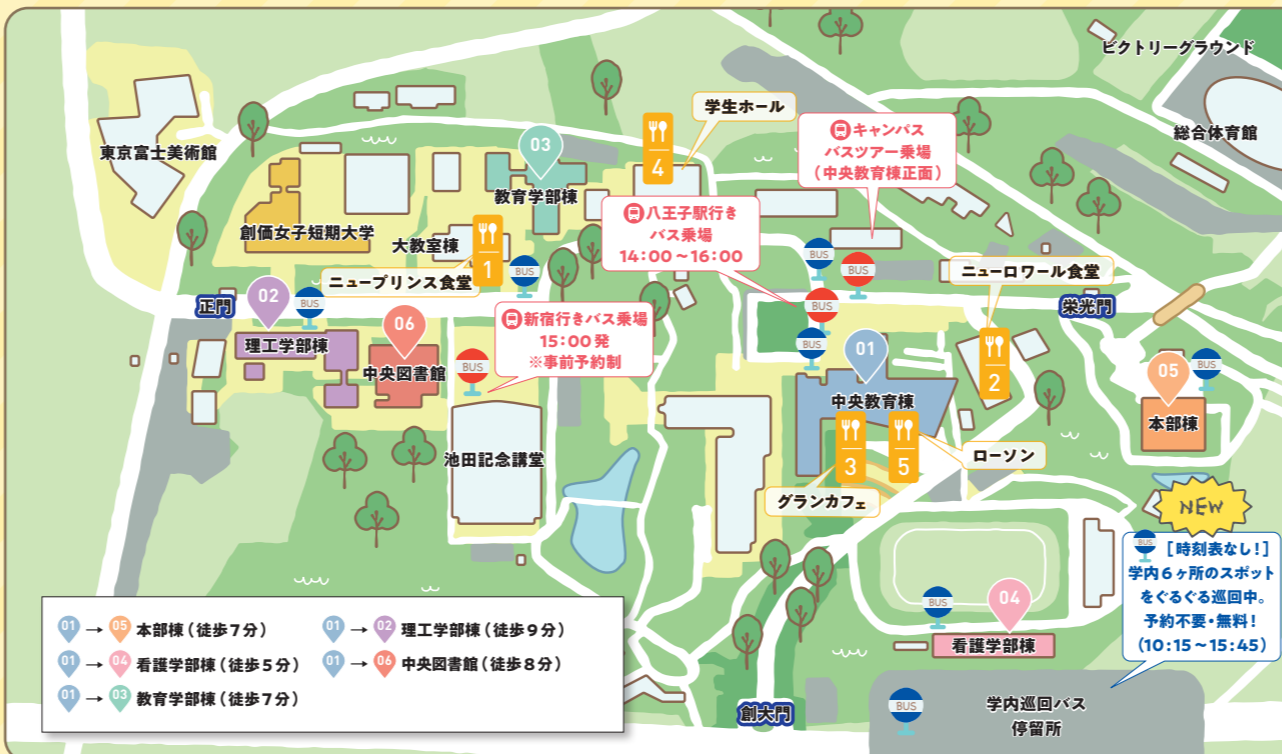 ビクトリーグラウンド
総合体育館
東京富士美術館
学生ホール
4
キャンパス
バスツアー乗場
(中央教育棟正面)
03
教育学部棟
創価女子短期大学
大教室棟
1
ニュープリンス食堂
BUS
八王子駅行き
バス乗場
14:00～16:00
BUS
BUS
ニューロワール食堂
2
栄光門
正門
02
BUS
理工学部棟
06
中央図書館
新宿行きバス乗場
15:00発
※事前予約制
BUS
BUS
BUS
01
中央教育棟
05
BUS
本部棟
池田記念講堂
3
5
ローソン
グランカフェ
NEW
BUS
[時刻表なし!]
学内6ヶ所のスポット
をぐるぐる巡回中。
予約不要・無料!
(10:15～15:45)
BUS
04
看護学部棟
01 → 05 本部棟(徒歩7分)
01 → 04 看護学部棟(徒歩5分)
01 → 03 教育学部棟(徒歩7分)
01 → 02 理工学部棟(徒歩9分)
01 → 06 中央図書館(徒歩8分)
創大門
BUS
学内巡回バス
停留所